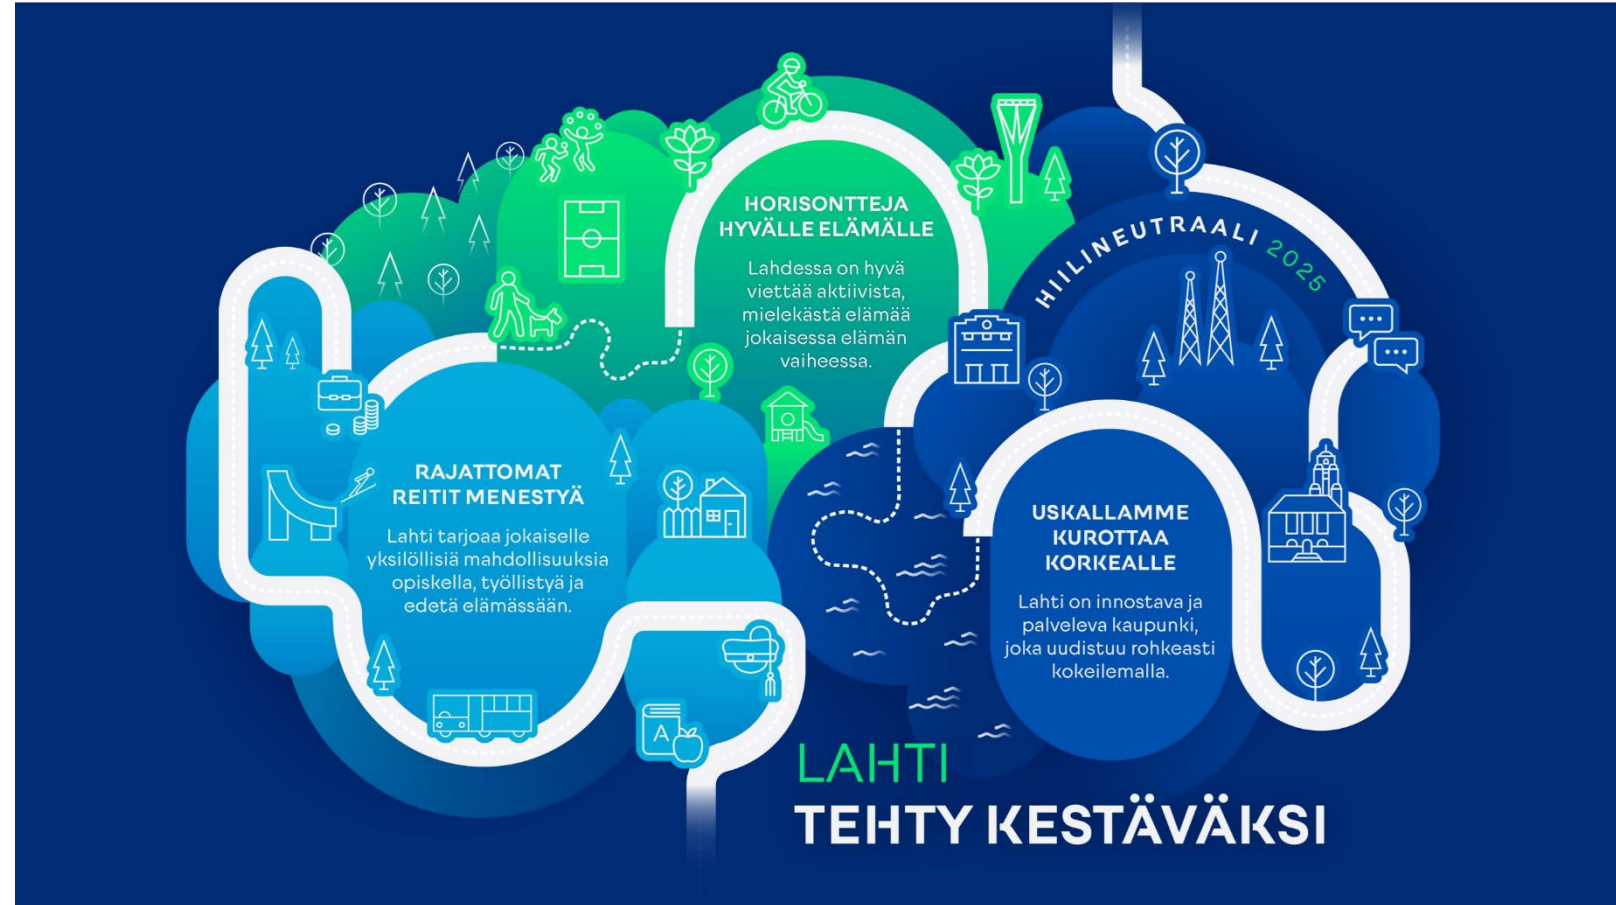 HORISONTTEJA
HYVÄLLE ELÄMÄLLE
Lahdessa on hyvä
viettää aktiivista,
mielekästä elämää
jokaisessa elämän
vaiheessa.
HIILINEUTRAALI 2025
RAJATTOMAT
REITIT MENESTYÄ
Lahti tarjoaa jokaiselle
yksilöllisiä mahdollisuuksia
opiskella, työllistyä ja
edetä elämässään.
USKALLAMME
KUROTTAA
KORKEALLE
Lahti on innostava ja
palveleva kaupunki,
joka uudistuu rohkeasti
kokeilemalla.
A
LAHTI
TEHTY KESTÄVÄKSI